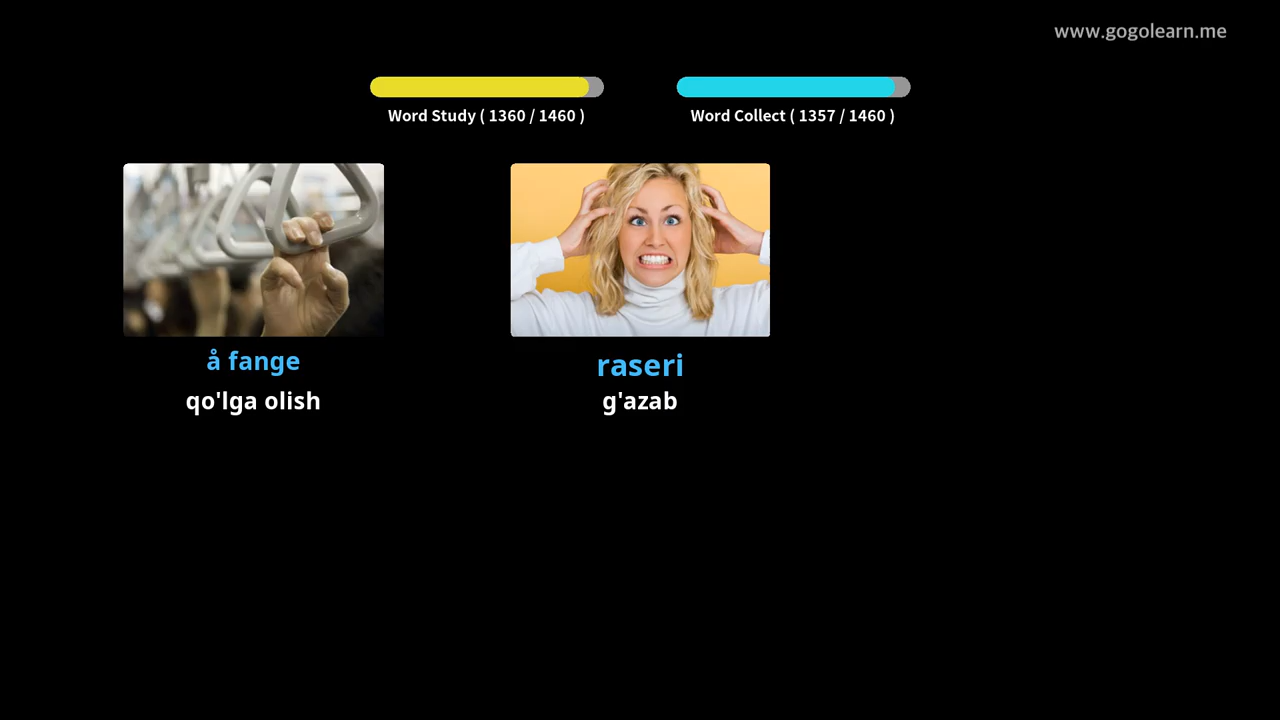 www.gogolearn.me
Word Study ( 1360 / 1460 )
Word Collect ( 1357 / 1460 )
å fange
qo'lga olish
raseri
g'azab